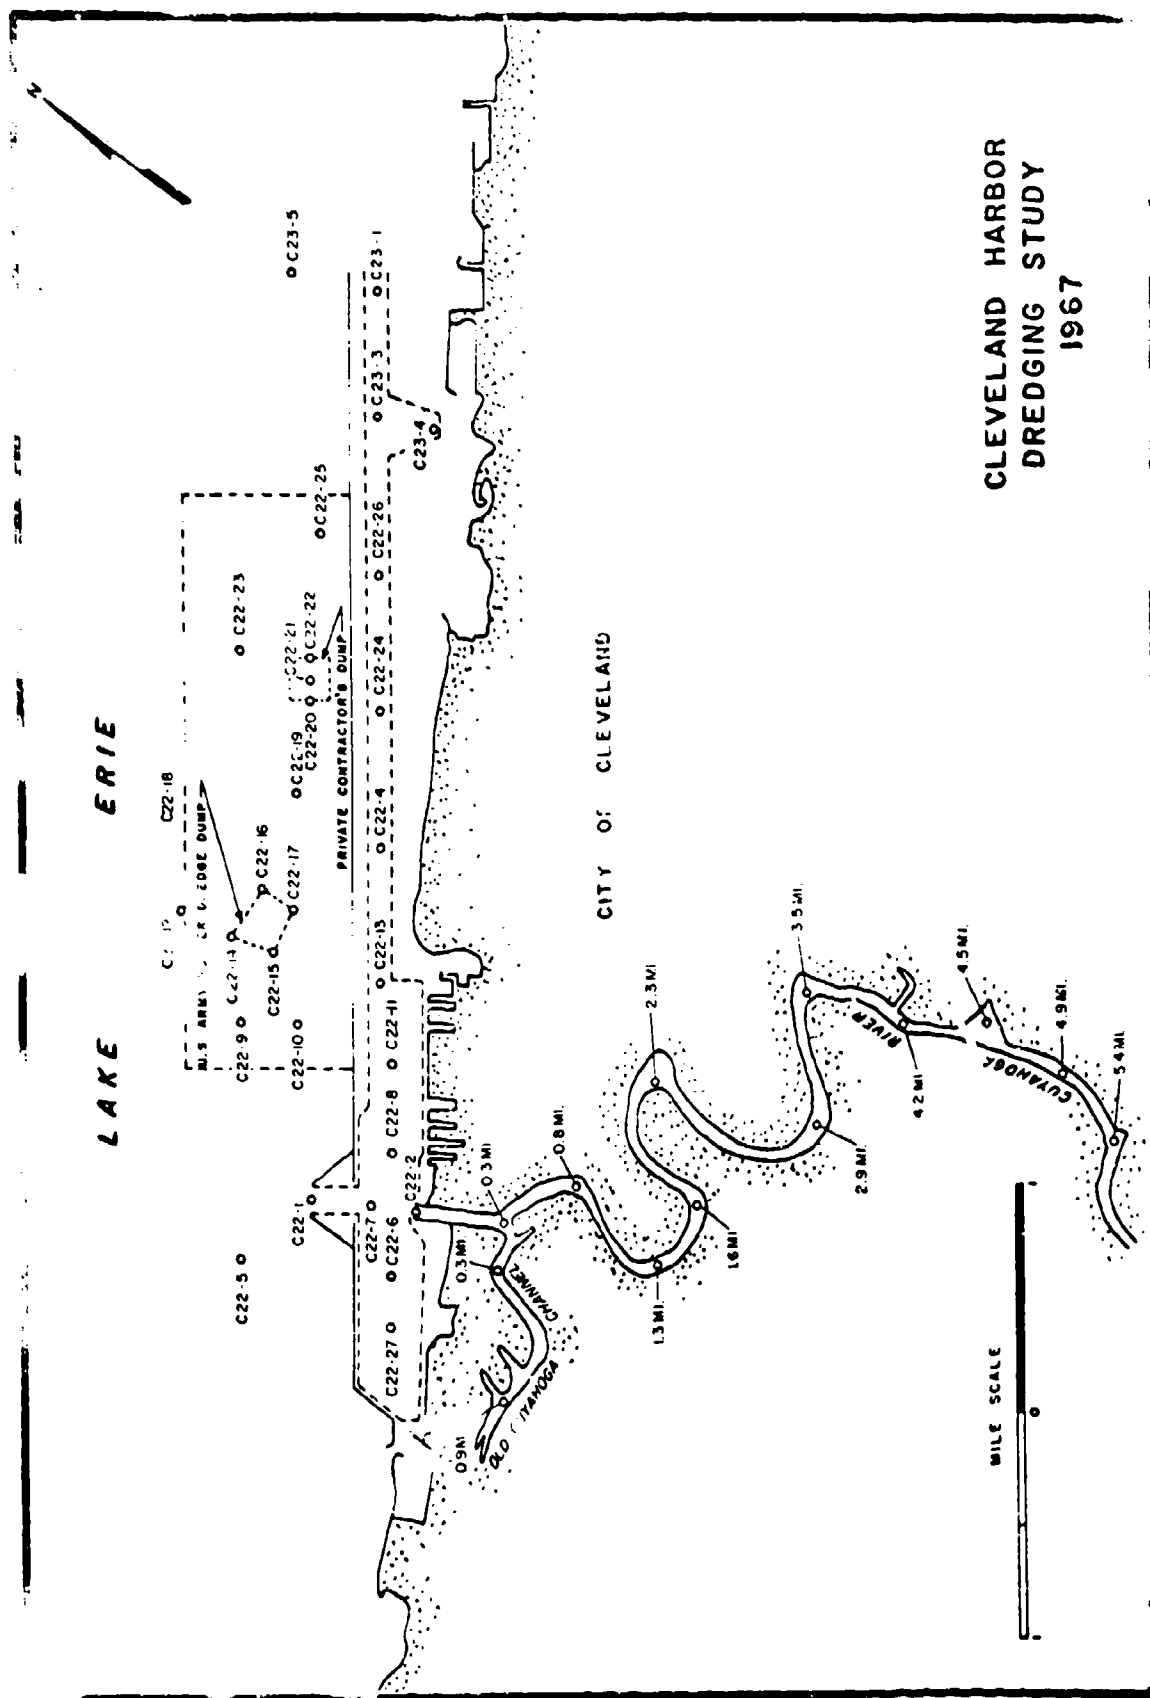 N
LAKE ERIE
C23-5
C23-1
C23-3
C23-4
C22-25
C22-26
C22-23
C22-21
C22-22
C22-20
C22-19
PRIVATE CONTRACTOR'S DUMP
C22-24
C22-18
DUMP
C22-16
C22-17
C22-14
C22-15
C22-4
C22-13
C22-9
C22-10
C22-11
C22-8
C22-2
C22-1
C22-7
C22-6
C22-5
C22-27
CITY OF CLEVELAND
0.3 MI.
0.8 MI.
0.3 MI.
CHANNEL
OLD
0.9 MI
1.3 MI.
1.6 MI.
2.3 MI.
2.9 MI.
3.5 MI.
RIVER
4.2 MI.
4.5 MI.
4.9 MI.
5.4 MI.
MILE SCALE
1 0 1
CLEVELAND HARBOR
DREDGING STUDY
1967